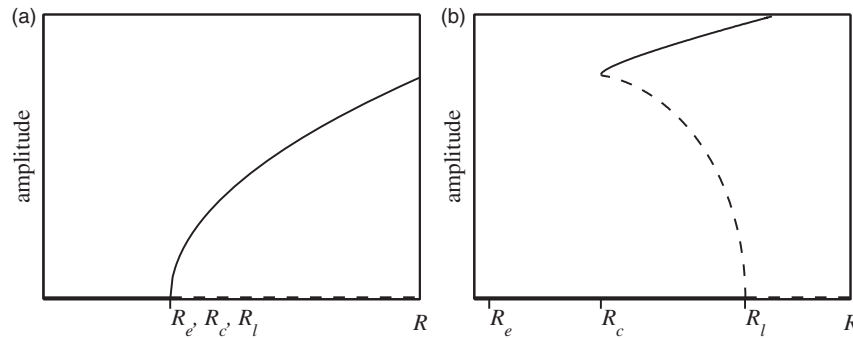 (a)
amplitude
R_e, R_c, R_l
R
(b)
amplitude
R_e
R_c
R_l
R